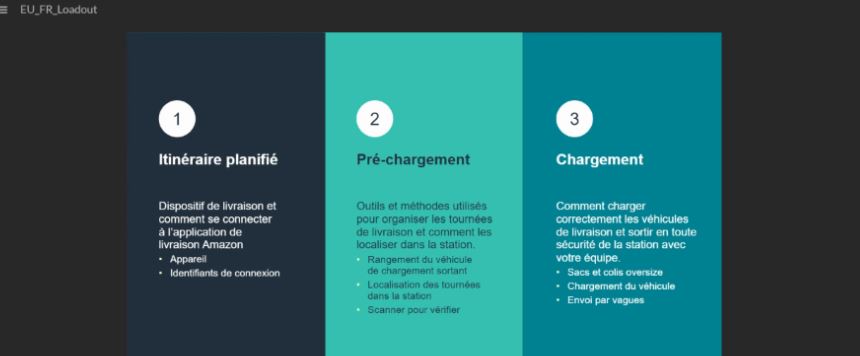 EU_FR_Loadout
1
Itinéraire planifié
Dispositif de livraison et
comment se connecter
à l'application de
livraison Amazon
• Appareil
• Identifiants de connexion
2
Pré-chargement
Outils et méthodes utilisés
pour organiser les tournées
de livraison et comment les
localiser dans la station.
• Rangement du véhicule
de chargement sortant
• Localisation des tournées
dans la station
• Scanner pour vérifier
3
Chargement
Comment charger
correctement les véhicules
de livraison et sortir en toute
sécurité de la station avec
votre équipe.
• Sacs et colis oversize
• Chargement du véhicule
• Envoi par vagues